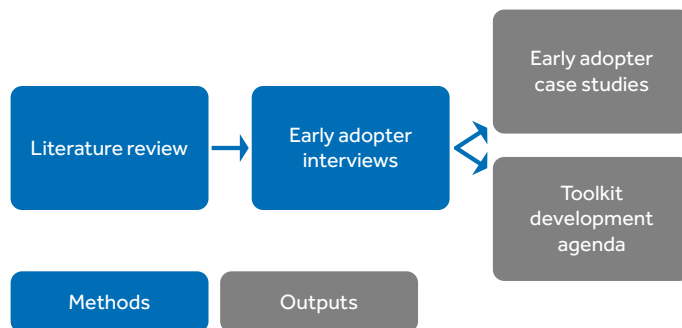 Literature review
Early adopter
interviews
Early adopter
case studies
Toolkit
development
agenda
Methods
Outputs